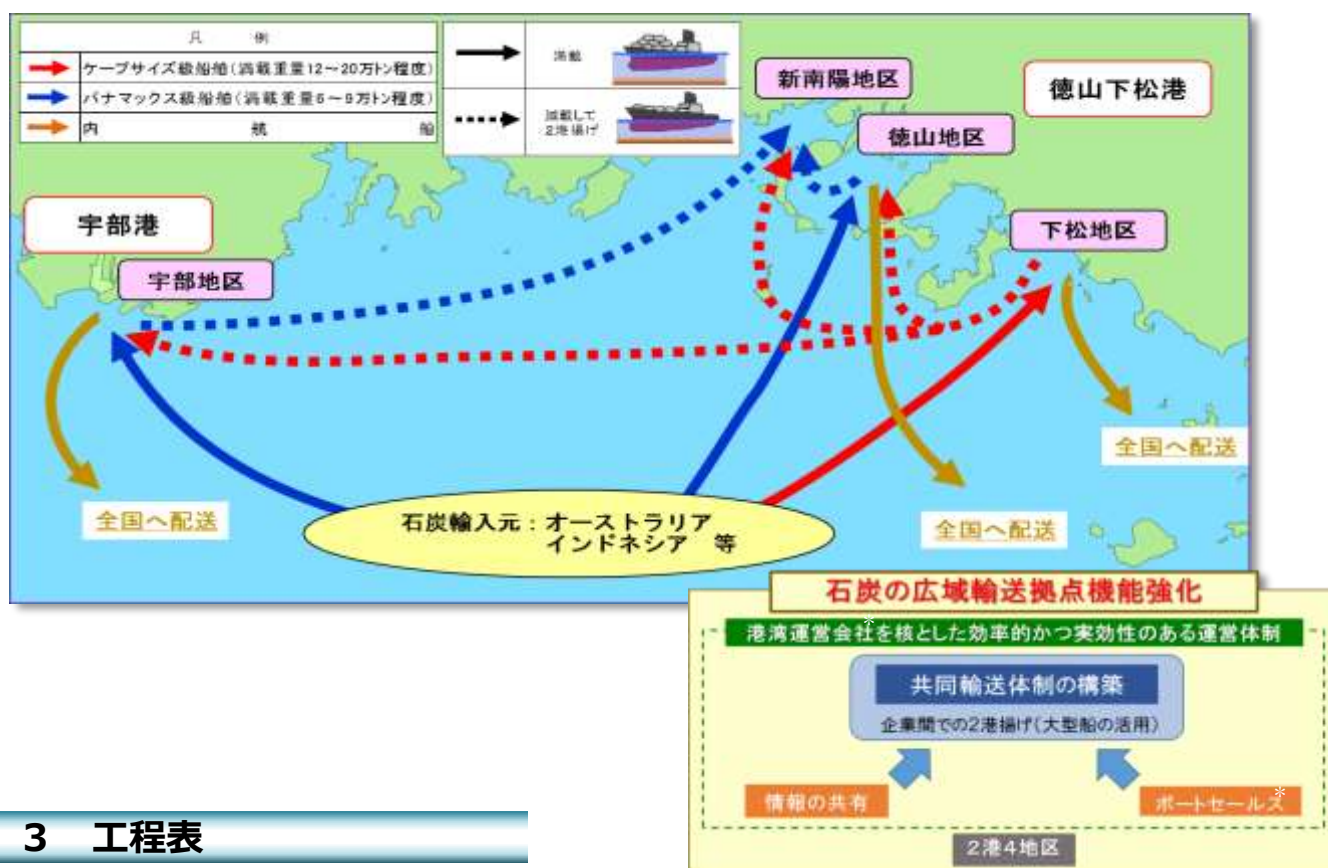 凡 例
ケープサイズ級船舶(満載重量12~20万トン程度)
パナマックス級船舶(満載重量6~9万トン程度)
内 航 船
満載
減載して
2港揚げ
新南陽地区
徳山下松港
徳山地区
宇部港
下松地区
宇部地区
全国へ配送
全国へ配送
全国へ配送
石炭輸入元:オーストラリア
インドネシア 等
石炭の広域輸送拠点機能強化
港湾運営会社*を核とした効率的かつ実効性のある運営体制
共同輸送体制の構築
企業間での2港揚げ(大型船の活用)
情報の共有
ポートセールス*
2港4地区
3 工程表